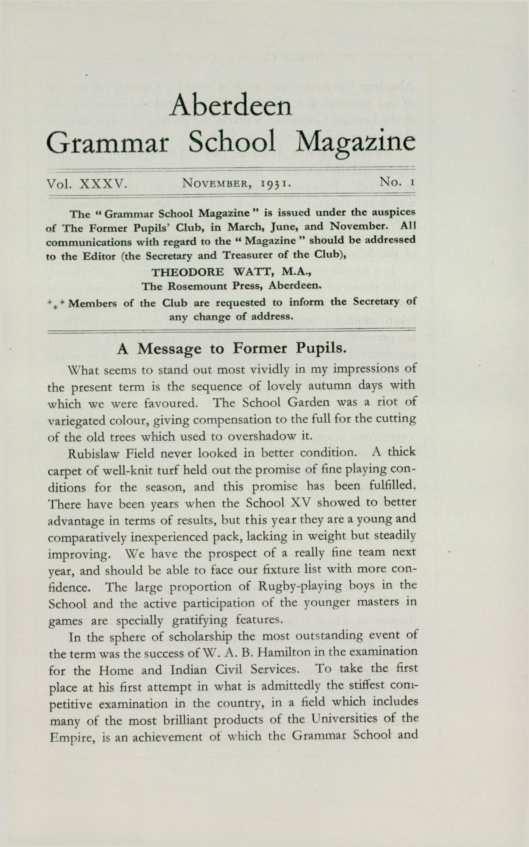 Aberdeen
Grammar School Magazine
Vol. XXXV. November, 1931. No. 1
The " Grammar School Magazine " is issued under the auspices
of The Former Pupils' Club, in March, June, and November. All
communications with regard to the " Magazine " should be addressed
to the Editor (the Secretary and Treasurer of the Club),
THEODORE WATT, M.A.,
The Rosemount Press, Aberdeen.
*** Members of the Club are requested to inform the Secretary of
any change of address.
A Message to Former Pupils.
What seems to stand out most vividly in my impressions of
the present term is the sequence of lovely autumn days with
which we were favoured. The School Garden was a riot of
variegated colour, giving compensation to the full for the cutting
of the old trees which used to overshadow it.
Rubislaw Field never looked in better condition. A thick
carpet of well-knit turf held out the promise of fine playing con-
ditions for the season, and this promise has been fulfilled.
There have been years when the School XV showed to better
advantage in terms of results, but this year they are a young and
comparatively inexperienced pack, lacking in weight but steadily
improving. We have the prospect of a really fine team next
year, and should be able to face our fixture list with more con-
fidence. The large proportion of Rugby-playing boys in the
School and the active participation of the younger masters in
games are specially gratifying features.
In the sphere of scholarship the most outstanding event of
the term was the success of W. A. B. Hamilton in the examination
for the Home and Indian Civil Services. To take the first
place at his first attempt in what is admittedly the stiffest com-
petitive examination in the country, in a field which includes
many of the most brilliant products of the Universities of the
Empire, is an achievement of which the Grammar School and